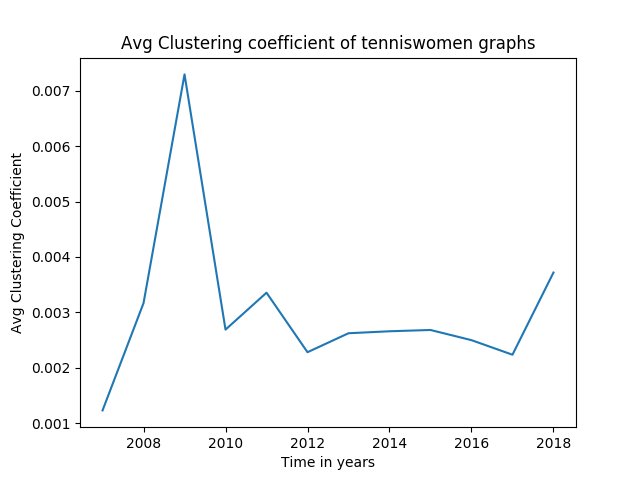 Avg Clustering coefficient of tenniswomen graphs
0.007
0.006
0.005
0.004
0.003
0.002
0.001
Avg Clustering Coefficient
2008 2010 2012 2014 2016 2018
Time in years